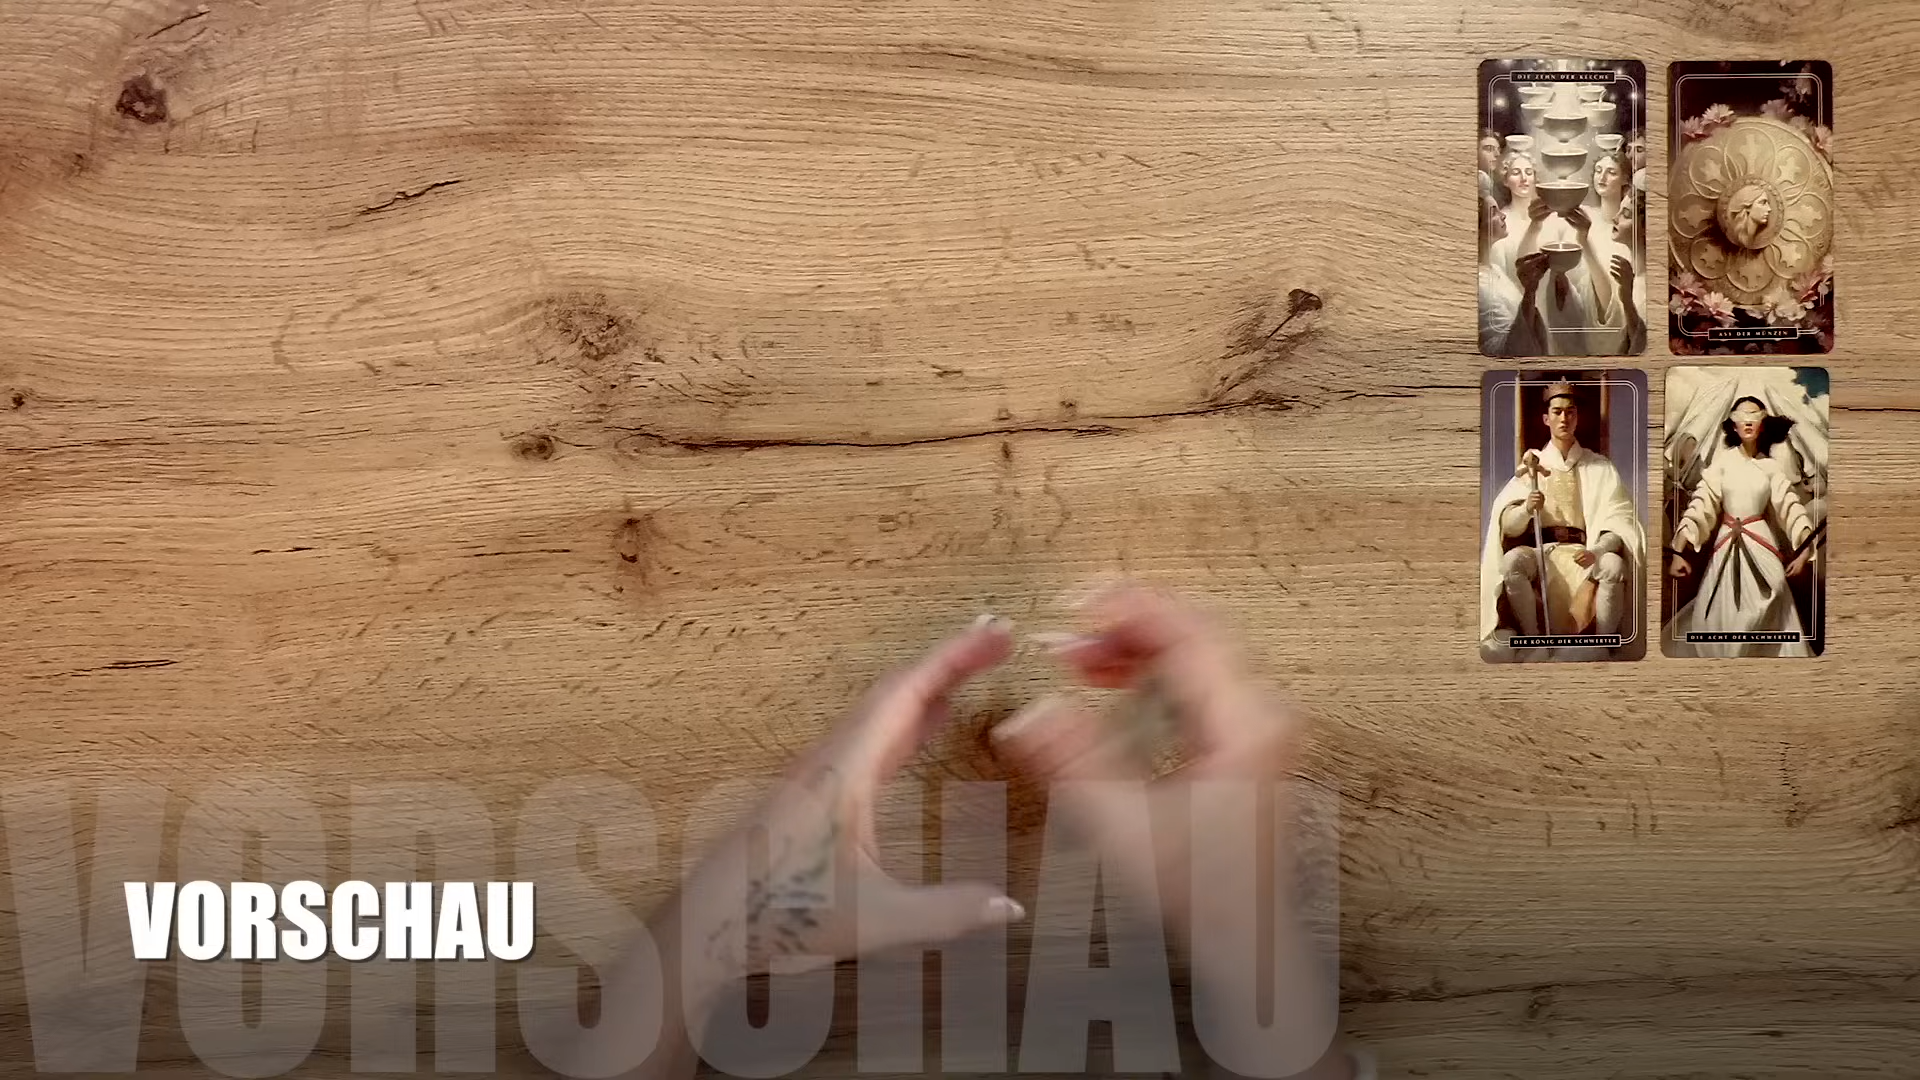 DIE ZEHN DER KELCHE
ASS DER MÜNZEN
DER KÖNIG DER SCHWERTER
DIE ACHT DER SCHWERTER
VORSCHAU
VORSCHAU